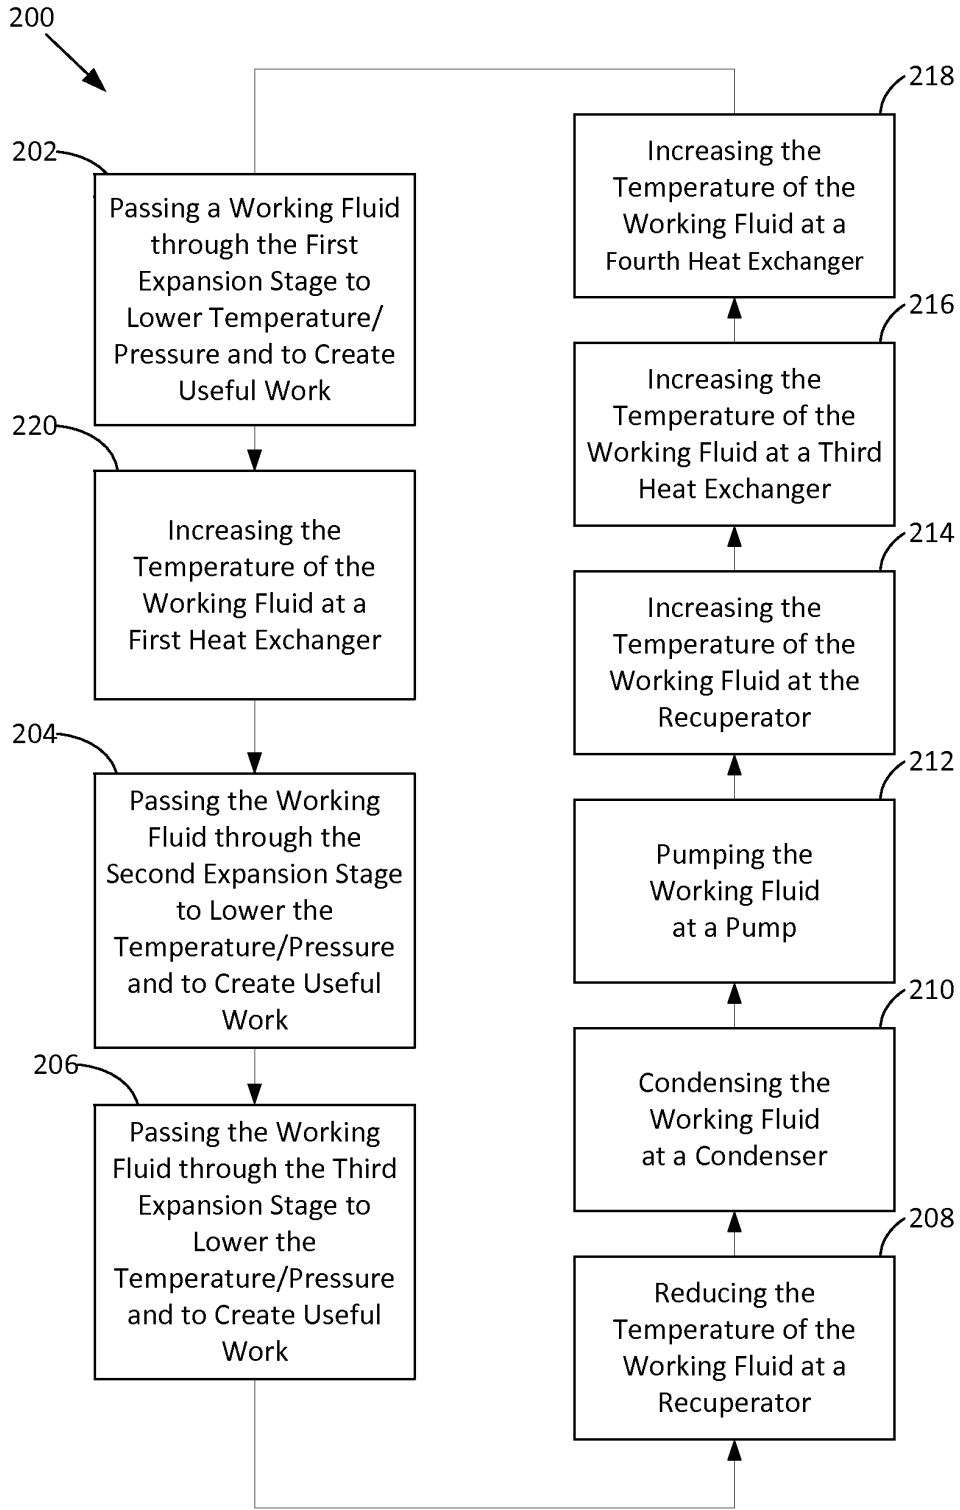 200
202
Passing a Working Fluid
through the First
Expansion Stage to
Lower Temperature/
Pressure and to Create
Useful Work
220
Increasing the
Temperature of the
Working Fluid at a
First Heat Exchanger
204
Passing the Working
Fluid through the
Second Expansion Stage
to Lower the
Temperature/Pressure
and to Create Useful
Work
206
Passing the Working
Fluid through the Third
Expansion Stage to
Lower the
Temperature/Pressure
and to Create Useful
Work
218
Increasing the
Temperature of the
Working Fluid at a
Fourth Heat Exchanger
216
Increasing the
Temperature of the
Working Fluid at a Third
Heat Exchanger
214
Increasing the
Temperature of the
Working Fluid at the
Recuperator
212
Pumping the
Working Fluid
at a Pump
210
Condensing the
Working Fluid
at a Condenser
208
Reducing the
Temperature of the
Working Fluid at a
Recuperator